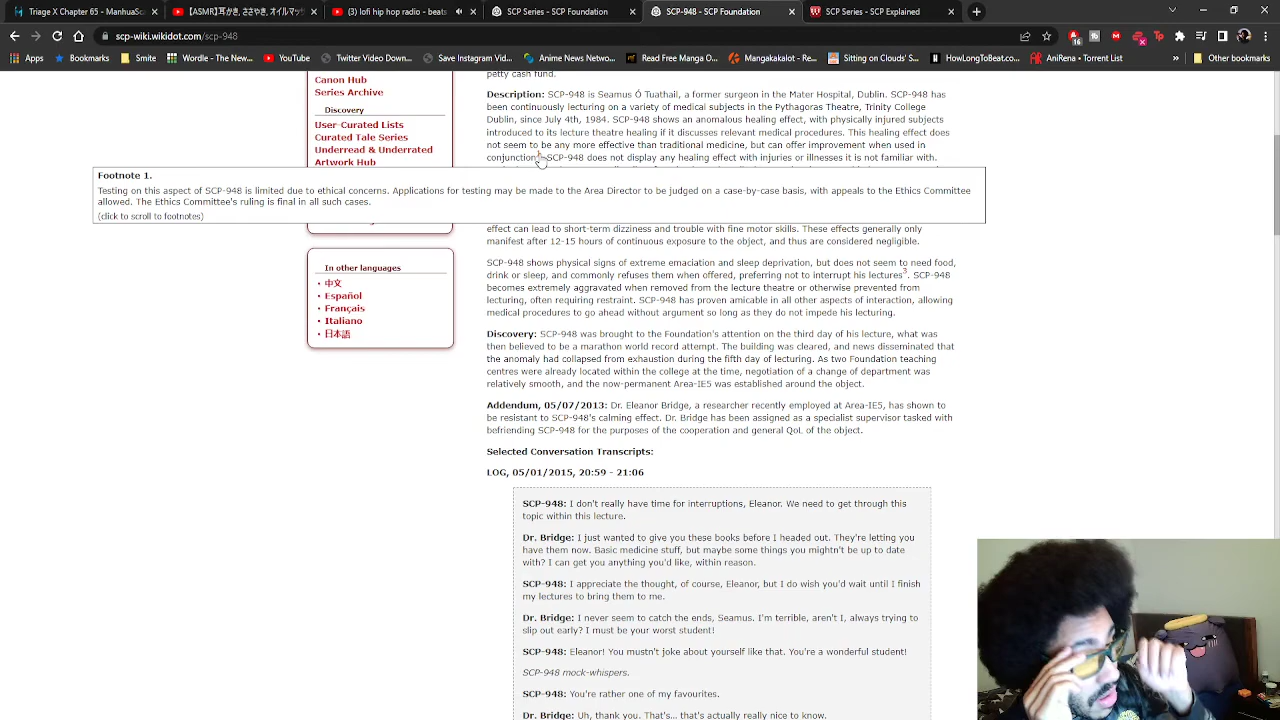 Triage X Chapter 65 - ManhuaSc
【ASMR】耳かき、ささやき、オイルマッ
(3) lofi hip hop radio - beats
SCP Series - SCP Foundation
SCP-948 - SCP Foundation
SCP Series - SCP Explained
scp-wiki.wikidot.com/scp-948
16
Apps
Bookmarks
Smite
Wordle - The New...
YouTube
Twitter Video Down...
Save Instagram Vid...
Anime News Netwo...
Read Free Manga O...
Mangakakalot - Re...
Sitting on Clouds' S...
HowLongToBeat.co...
AniRena | Torrent List
»
Other bookmarks
Canon Hub
Series Archive
Discovery
User-Curated Lists
Curated Tale Series
Underread & Underrated
Artwork Hub
In other languages
中文
Español
Français
Italiano
日本語
petty cash fund.
Description: SCP-948 is Seamus Ó Tuathail, a former surgeon in the Mater Hospital, Dublin. SCP-948 has
been continuously lecturing on a variety of medical subjects in the Pythagoras Theatre, Trinity College
Dublin, since July 4th, 1984. SCP-948 shows an anomalous healing effect, with physically injured subjects
introduced to its lecture theatre healing if it discusses relevant medical procedures. This healing effect does
not seem to be any more effective than traditional medicine, but can offer improvement when used in
conjunction. SCP-948 does not display any healing effect with injuries or illnesses it is not familiar with.
Footnote 1.
Testing on this aspect of SCP-948 is limited due to ethical concerns. Applications for testing may be made to the Area Director to be judged on a case-by-case basis, with appeals to the Ethics Committee
allowed. The Ethics Committee's ruling is final in all such cases.
(click to scroll to footnotes)
effect can lead to short-term dizziness and trouble with fine motor skills. These effects generally only
manifest after 12-15 hours of continuous exposure to the object, and thus are considered negligible.
SCP-948 shows physical signs of extreme emaciation and sleep deprivation, but does not seem to need food,
drink or sleep, and commonly refuses them when offered, preferring not to interrupt his lectures3. SCP-948
becomes extremely aggravated when removed from the lecture theatre or otherwise prevented from
lecturing, often requiring restraint. SCP-948 has proven amicable in all other aspects of interaction, allowing
medical procedures to go ahead without argument so long as they do not impede his lecturing.
Discovery: SCP-948 was brought to the Foundation's attention on the third day of his lecture, what was
then believed to be a marathon world record attempt. The building was cleared, and news disseminated that
the anomaly had collapsed from exhaustion during the fifth day of lecturing. As two Foundation teaching
centres were already located within the college at the time, negotiation of a change of department was
relatively smooth, and the now-permanent Area-IE5 was established around the object.
Addendum, 05/07/2013: Dr. Eleanor Bridge, a researcher recently employed at Area-IE5, has shown to
be resistant to SCP-948's calming effect. Dr. Bridge has been assigned as a specialist supervisor tasked with
befriending SCP-948 for the purposes of the cooperation and general QoL of the object.
Selected Conversation Transcripts:
LOG, 05/01/2015, 20:59 - 21:06
SCP-948: I don't really have time for interruptions, Eleanor. We need to get through this
topic within this lecture.
Dr. Bridge: I just wanted to give you these books before I headed out. They're letting you
have them now. Basic medicine stuff, but maybe some things you mightn't be up to date
with? I can get you anything you'd like, within reason.
SCP-948: I appreciate the thought, of course, Eleanor, but I do wish you'd wait until I finish
my lectures to bring them to me.
Dr. Bridge: I never seem to catch the ends, Seamus. I'm terrible, aren't I, always trying to
slip out early? I must be your worst student!
SCP-948: Eleanor! You mustn't joke about yourself like that. You're a wonderful student!
SCP-948 mock-whispers.
SCP-948: You're rather one of my favourites.
Dr. Bridge: Uh, thank you. That's... that's actually really nice to know.